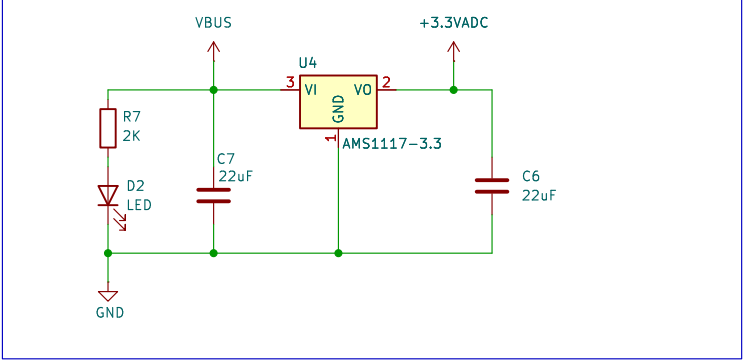 VBUS
+3.3VADC
U4
3
VI
VO
2
GND
1
AMS1117-3.3
R7
2K
C7
22uF
D2
LED
C6
22uF
GND